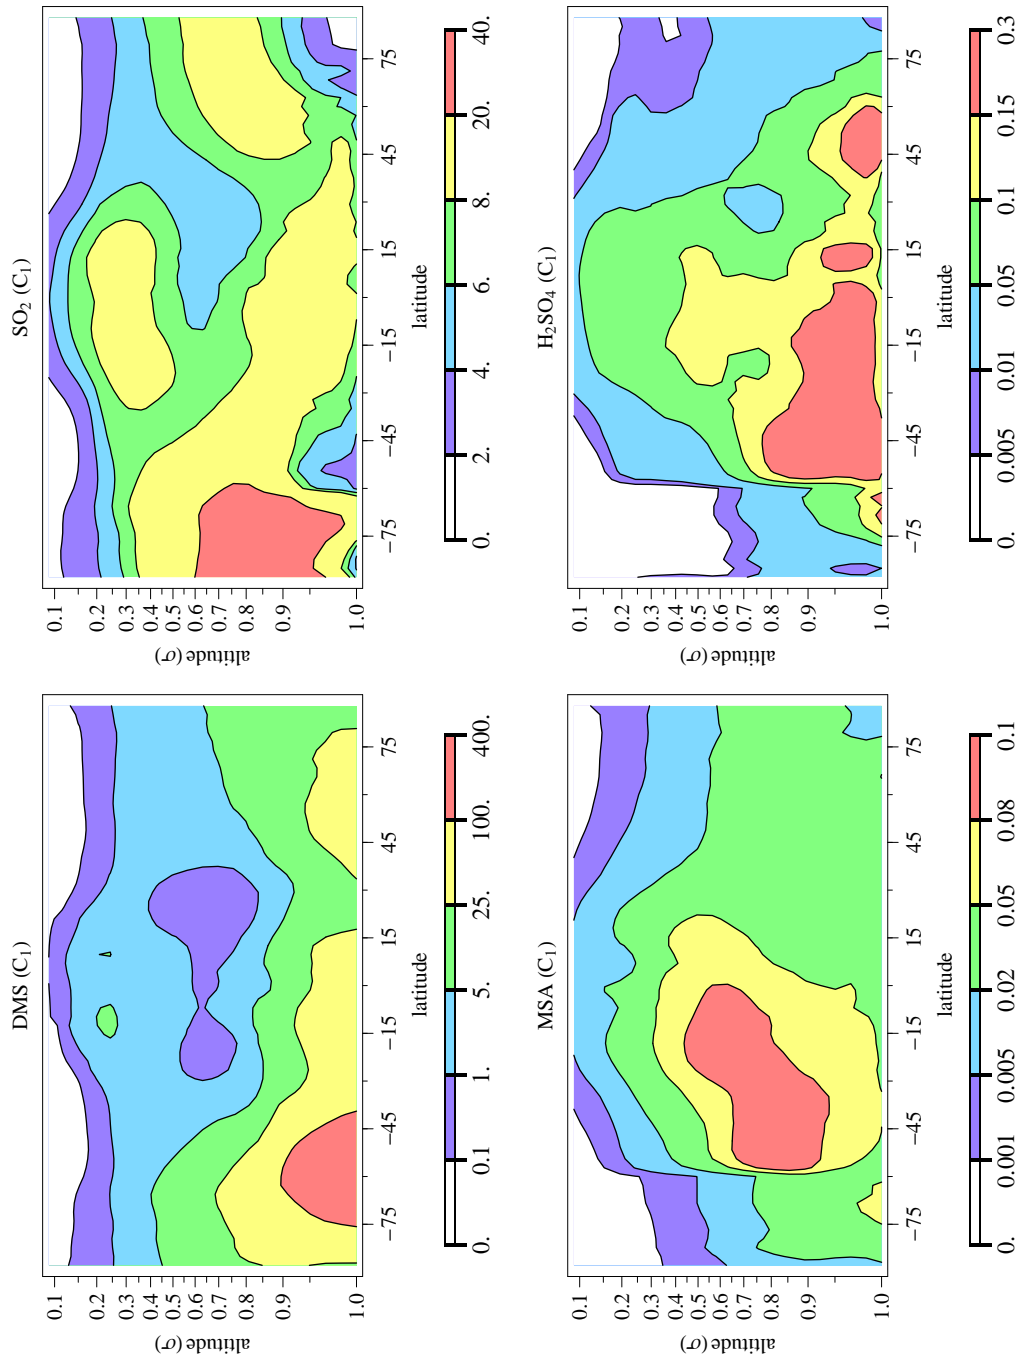 DMS (C₁)
altitude (σ)
0.1
0.2
0.3
0.4
0.5
0.6
0.7
0.8
0.9
1.0
−75 −45 −15 15 45 75
latitude
0. 0.1 1. 5. 25. 100. 400.
SO₂ (C₁)
altitude (σ)
0.1
0.2
0.3
0.4
0.5
0.6
0.7
0.8
0.9
1.0
−75 −45 −15 15 45 75
latitude
0. 2. 4. 6. 8. 20. 40.
MSA (C₁)
altitude (σ)
0.1
0.2
0.3
0.4
0.5
0.6
0.7
0.8
0.9
1.0
−75 −45 −15 15 45 75
latitude
0. 0.001 0.005 0.02 0.05 0.08 0.1
H₂SO₄ (C₁)
altitude (σ)
0.1
0.2
0.3
0.4
0.5
0.6
0.7
0.8
0.9
1.0
−75 −45 −15 15 45 75
latitude
0. 0.005 0.01 0.05 0.1 0.15 0.3